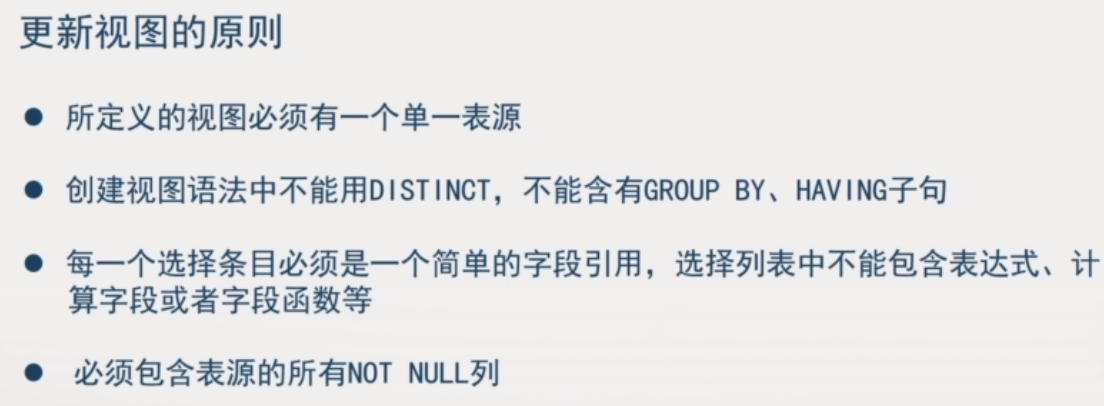 更新视图的原则
● 所定义的视图必须有一个单一表源
● 创建视图语法中不能用DISTINCT，不能含有GROUP BY、HAVING子句
● 每一个选择条目必须是一个简单的字段引用，选择列表中不能包含表达式、计
算字段或者字段函数等
● 必须包含表源的所有NOT NULL列